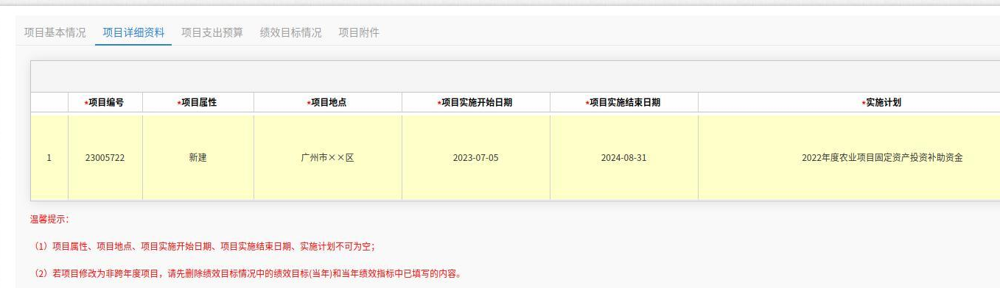 项目基本情况 项目详细资料 项目支出预算 绩效目标情况 项目附件
*项目编号 *项目属性 *项目地点 *项目实施开始日期 *项目实施结束日期 *实施计划
1 23005722 新建 广州市××区 2023-07-05 2024-08-31 2022年度农业项目固定资产投资补助资金
温馨提示：
（1）项目属性、项目地点、项目实施开始日期、项目实施结束日期、实施计划不可为空；
（2）若项目修改为非跨年度项目，请先删除绩效目标情况中的绩效目标(当年)和当年绩效指标中已填写的内容。